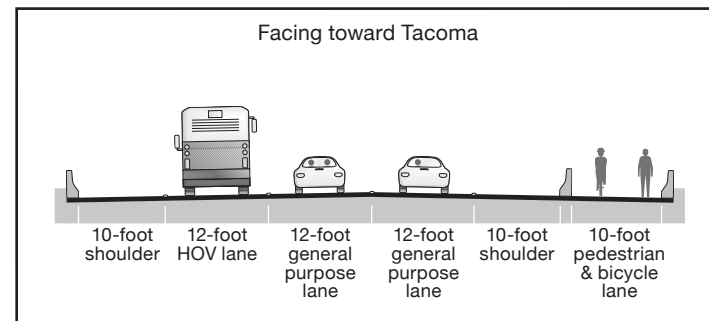 Facing toward Tacoma
10-foot
shoulder
12-foot
HOV lane
12-foot
general
purpose
lane
12-foot
general
purpose
lane
10-foot
shoulder
10-foot
pedestrian
& bicycle
lane